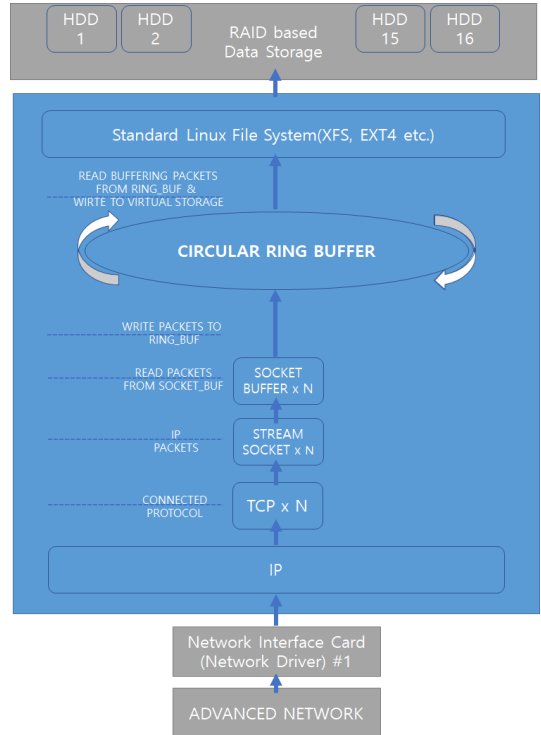 HDD
1
HDD
2
RAID based
Data Storage
HDD
15
HDD
16
Standard Linux File System(XFS, EXT4 etc.)
READ BUFFERING PACKETS
FROM RING_BUF &
WIRTE TO VIRTUAL STORAGE
CIRCULAR RING BUFFER
WRITE PACKETS TO
RING_BUF
READ PACKETS
FROM SOCKET_BUF
SOCKET
BUFFER x N
IP
PACKETS
STREAM
SOCKET x N
CONNECTED
PROTOCOL
TCP x N
IP
Network Interface Card
(Network Driver) #1
ADVANCED NETWORK